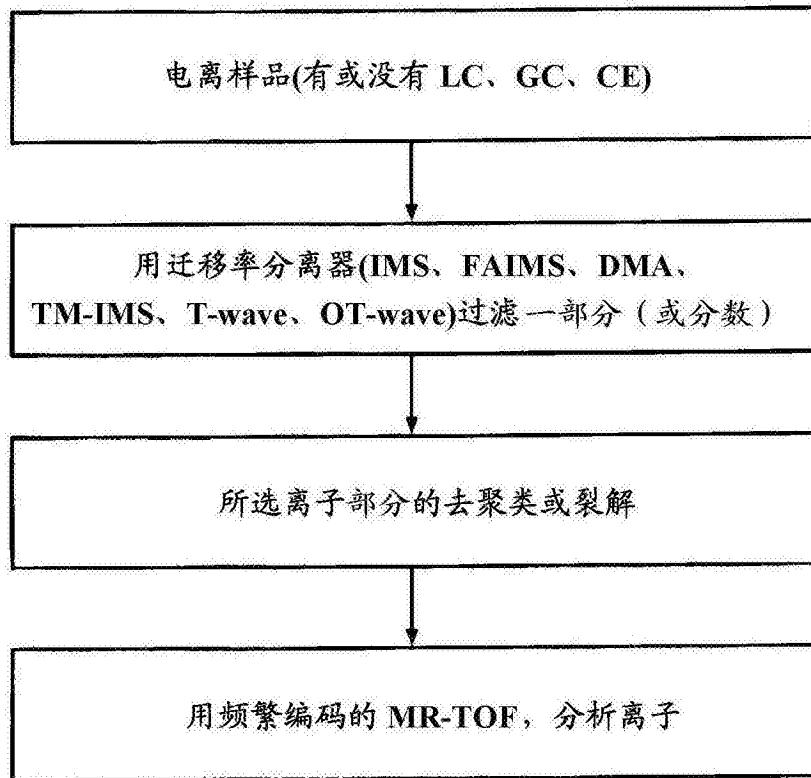 电离样品(有或没有 LC、GC、CE)
用迁移率分离器(IMS、FAIMS、DMA、
TM-IMS、T-wave、OT-wave)过滤一部分（或分数）
所选离子部分的去聚类或裂解
用频繁编码的 MR-TOF，分析离子